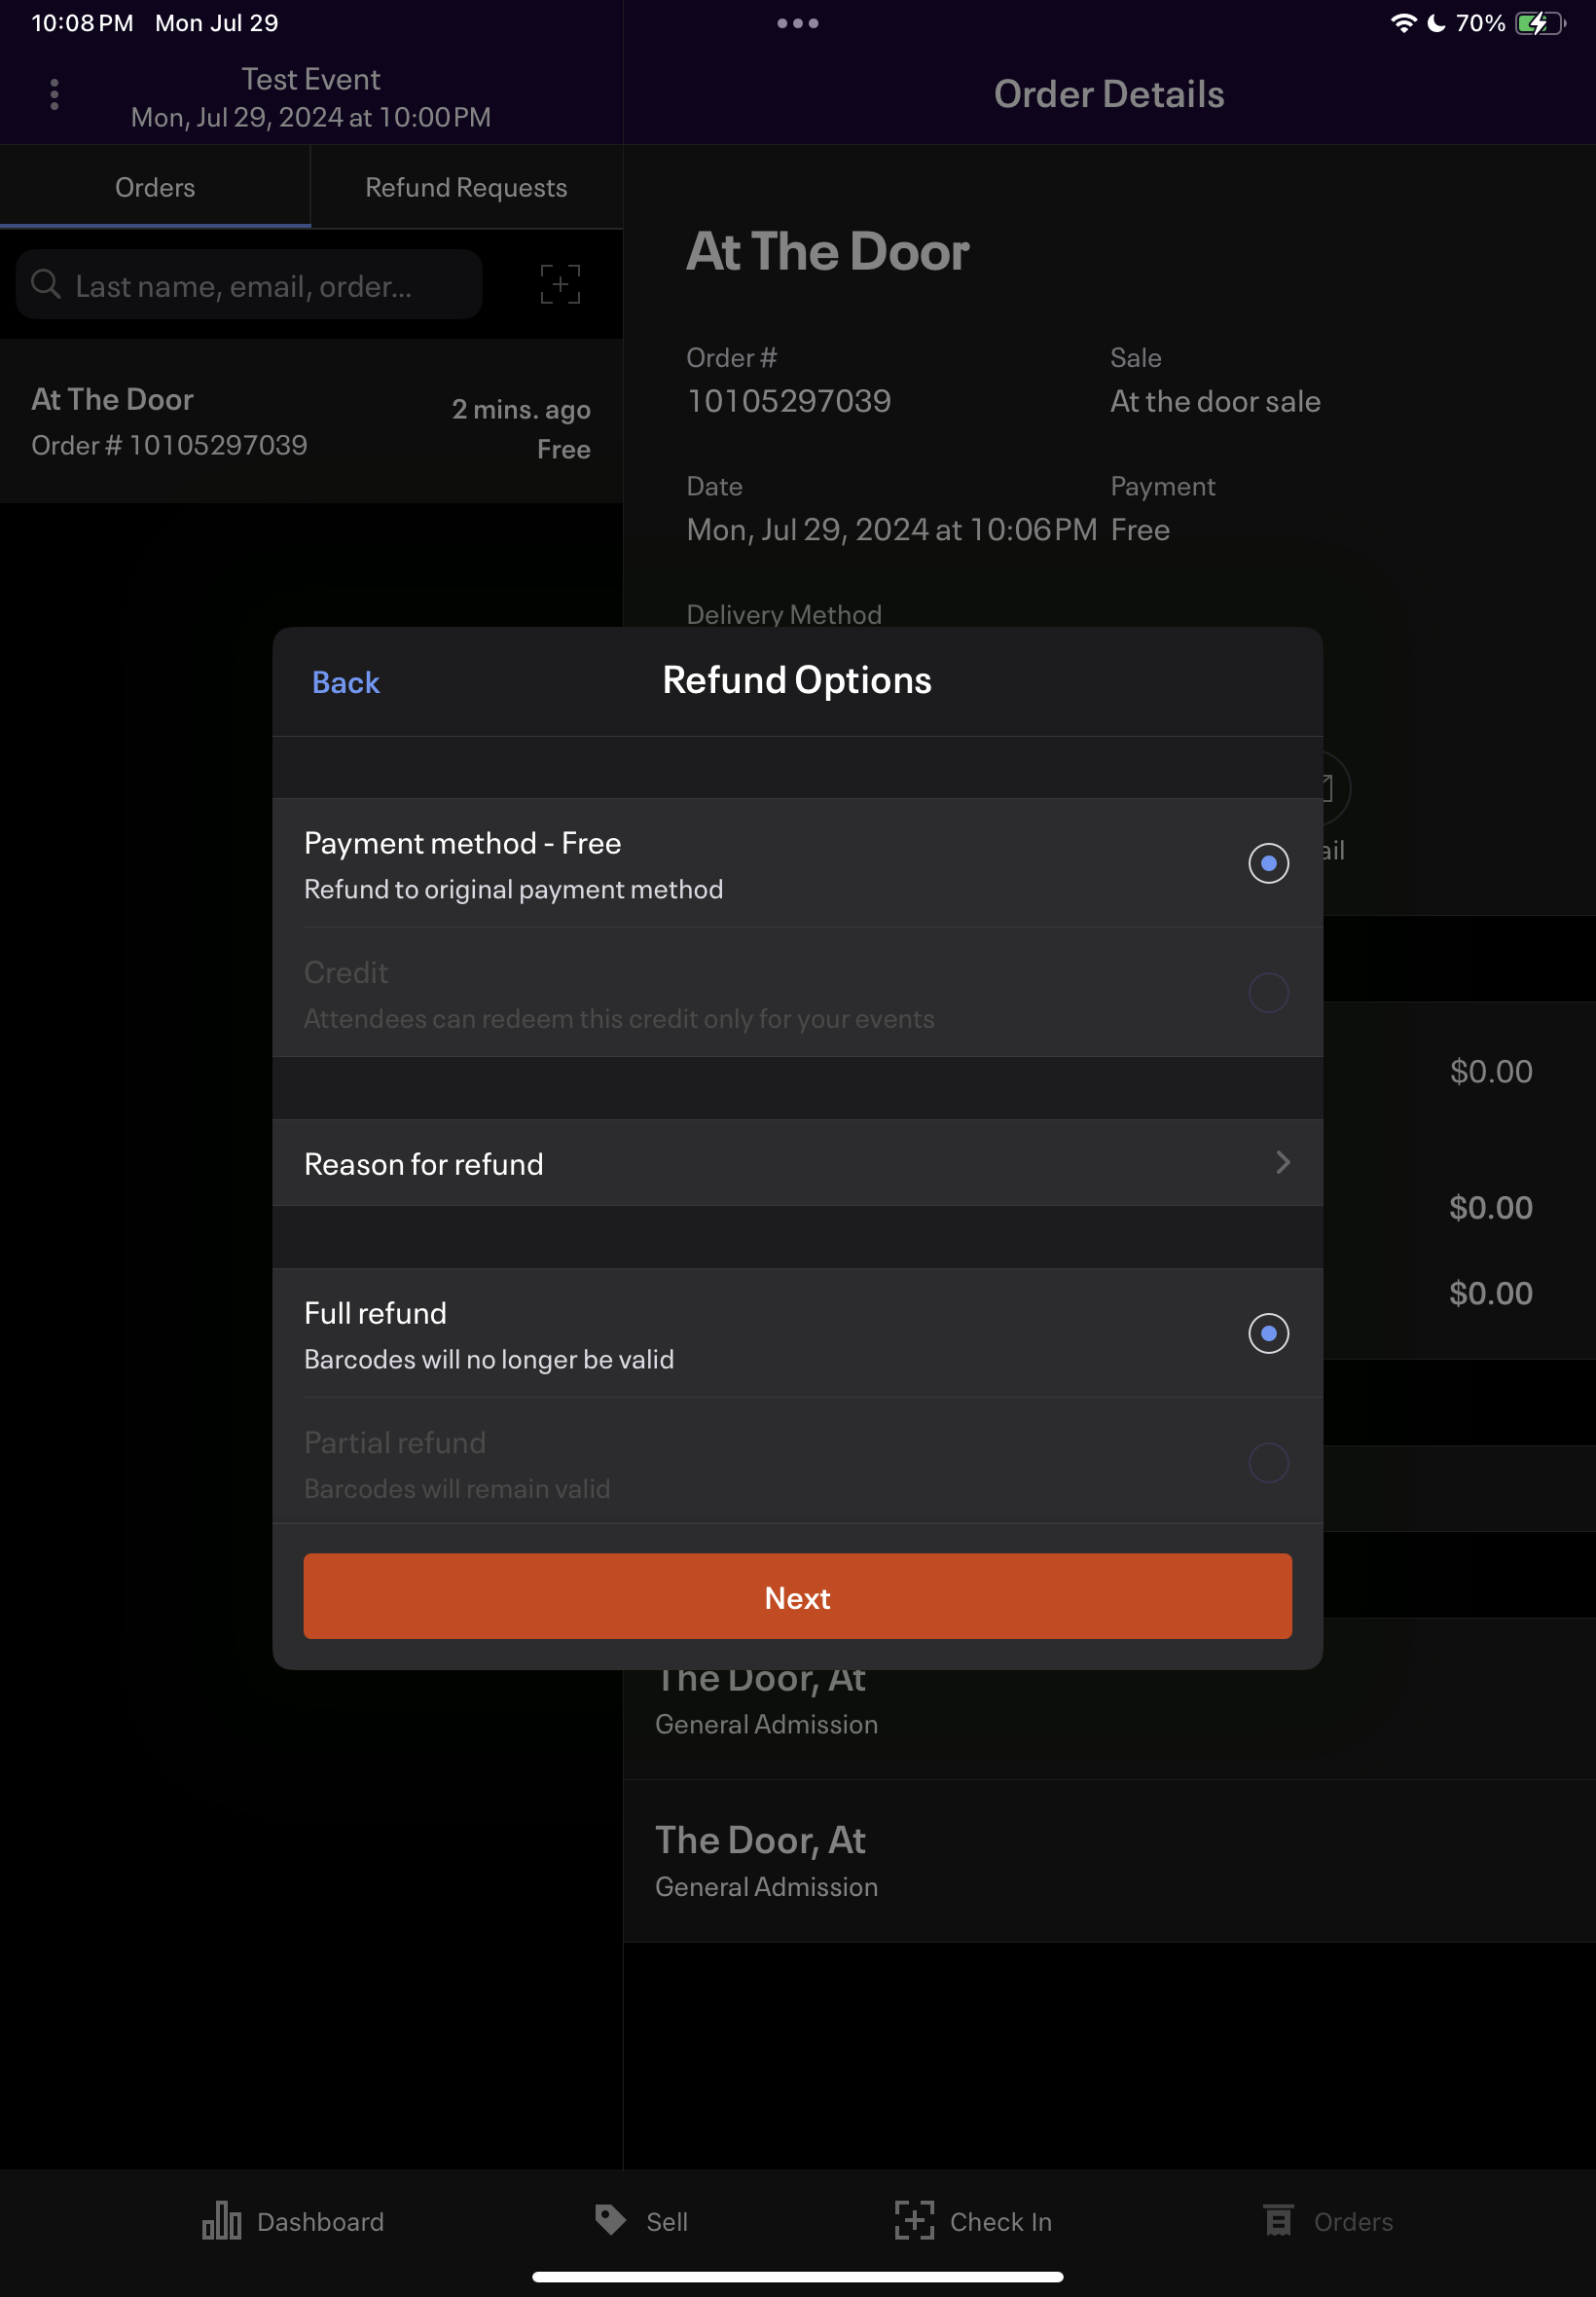 10:08 PM Mon Jul 29
70%
Test Event
Mon, Jul 29, 2024 at 10:00 PM
Orders
Refund Requests
Last name, email, order...
At The Door
2 mins. ago
Order # 10105297039
Free
Order Details
At The Door
Order #
Sale
10105297039
At the door sale
Date
Payment
Mon, Jul 29, 2024 at 10:06 PM
Free
Delivery Method
ail
Back
Refund Options
Payment method - Free
Refund to original payment method
Credit
Attendees can redeem this credit only for your events
Reason for refund
Full refund
Barcodes will no longer be valid
Partial refund
Barcodes will remain valid
Next
$0.00
$0.00
$0.00
The Door, At
General Admission
The Door, At
General Admission
Dashboard
Sell
Check In
Orders